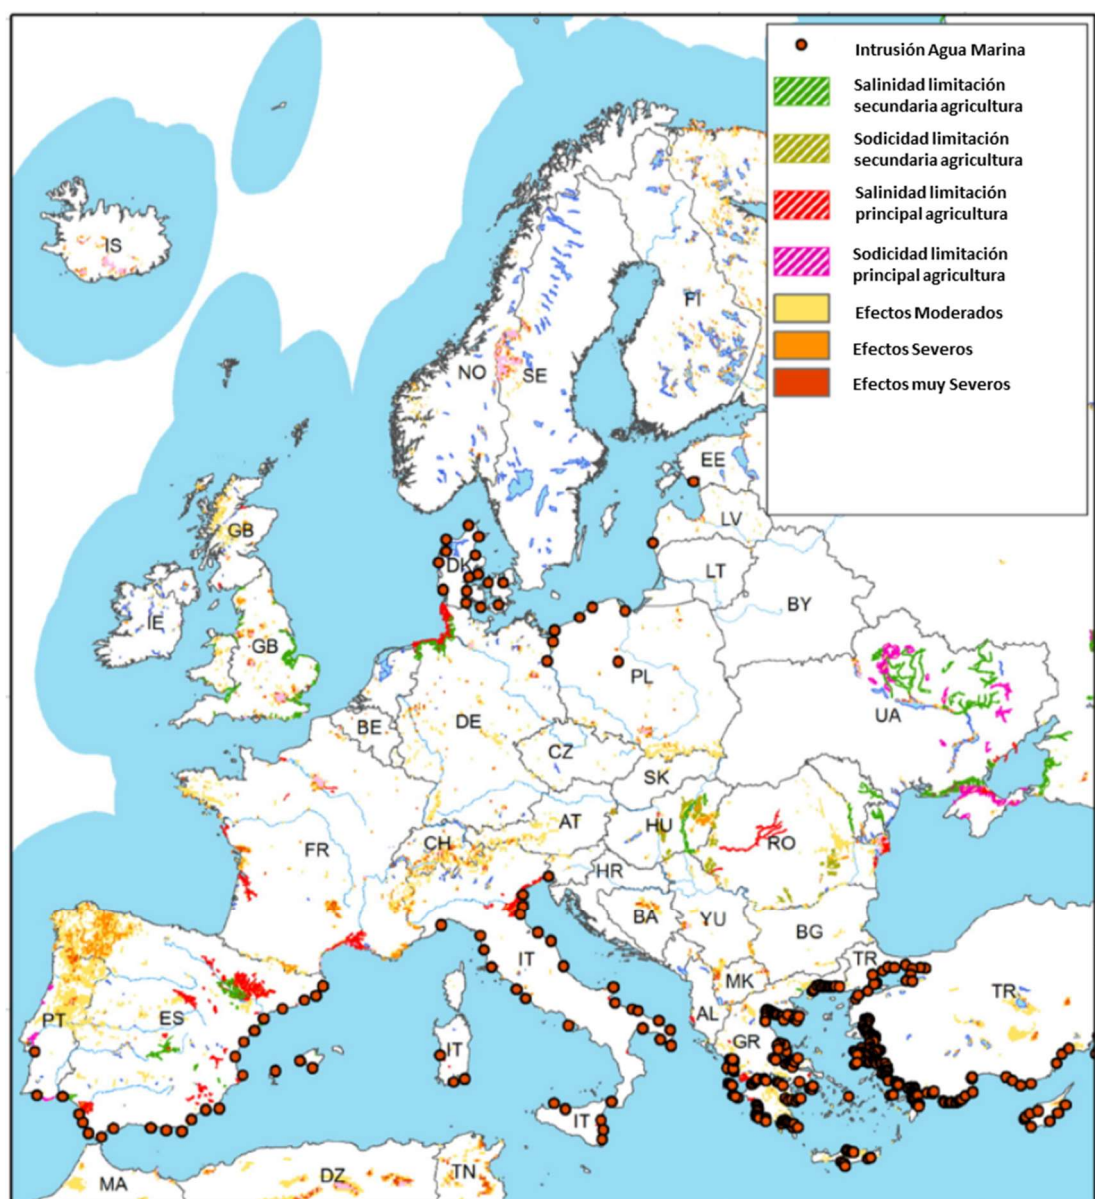 Intrusión Agua Marina
Salinidad limitación
secundaria agricultura
Sodicidad limitación
secundaria agricultura
Salinidad limitación
principal agricultura
Sodicidad limitación
principal agricultura
Efectos Moderados
Efectos Severos
Efectos muy Severos
IS
FI
NO
SE
EE
GB
LV
DK
LT
BY
IE
GB
PL
UA
BE
DE
CZ
SK
AT
HU
CH
RO
FR
HR
BA
YU
BG
IT
TR
MK
TR
PT
ES
AL
GR
IT
IT
MA
DZ
TN